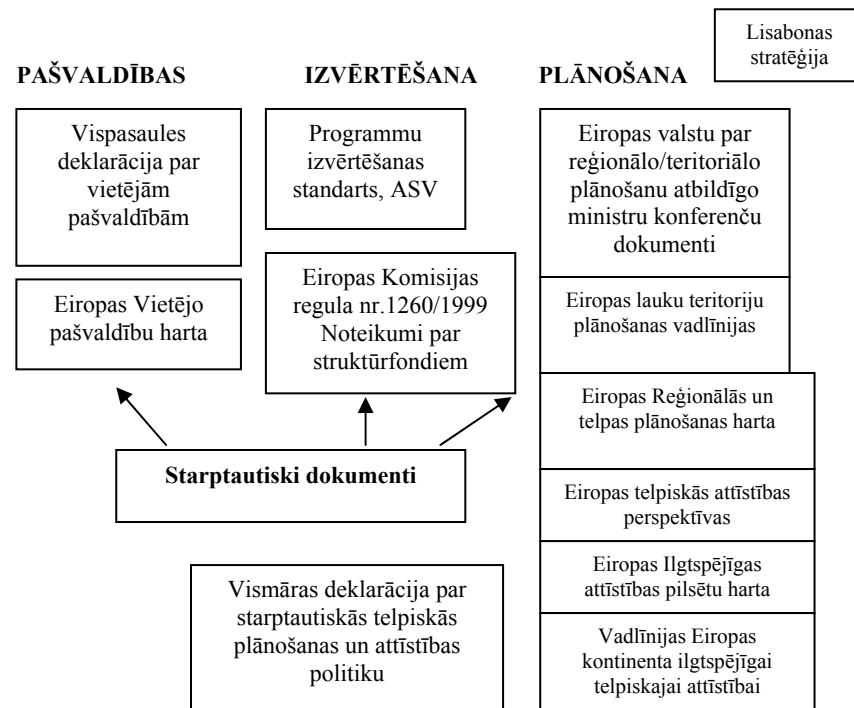 Lisabonas
stratēģija
PAŠVALDĪBAS
Vispasaules
deklarācija par
vietējām
pašvaldībām
Eiropas Vietējo
pašvaldību harta
IZVĒRTĒŠANA
Programmu
izvērtēšanas
standarts, ASV
Eiropas Komisijas
regula nr.1260/1999
Noteikumi par
struktūrfondiem
PLĀNOŠANA
Eiropas valstu par
reģionālo/teritoriālo
plānošanu atbildīgo
ministru konferenču
dokumenti
Eiropas lauku teritoriju
plānošanas vadlīnijas
Eiropas Reģionālās un
telpas plānošanas harta
Eiropas telpiskās attīstības
perspektīvas
Eiropas Ilgtspējīgas
attīstības pilsētu harta
Vadlīnijas Eiropas
kontinenta ilgtspējīgai
telpiskajai attīstībai
Starptautiski dokumenti
Vismāras deklarācija par
starptautiskās telpiskās
plānošanas un attīstības
politiku